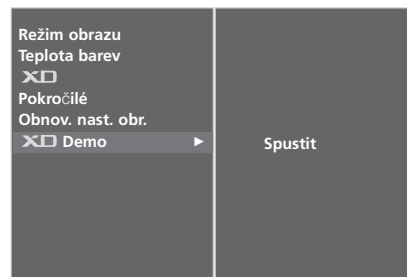 Režim obrazu
Teplota barev
XD
Pokročilé
Obnov. nast. obr.
XD Demo ►
Spustit